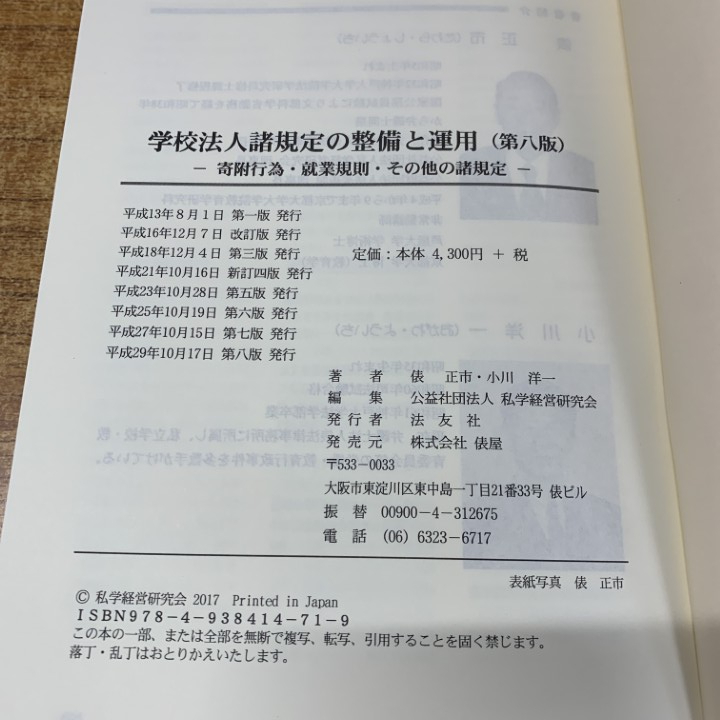 学校法人諸規定の整備と運用（第八版）
― 寄附行為・就業規則・その他の諸規定 ―
平成13年８月１日 第一版 発行
平成16年12月７日 改訂版 発行
平成18年12月４日 第三版 発行
定価：本体 4,300円 ＋ 税
平成21年10月16日 新訂四版 発行
平成23年10月28日 第五版 発行
平成25年10月19日 第六版 発行
平成27年10月15日 第七版 発行
平成29年10月17日 第八版 発行
著 者 俵 正市・小川 洋一
編 集 公益社団法人 私学経営研究会
発 行 者 法 友 社
発 売 元 株式会社 俵屋
〒533-0033
大阪市東淀川区東中島一丁目21番33号 俵ビル
振 替 00900－4－312675
電 話 (06) 6323－6717
表紙写真 俵 正市
© 私学経営研究会 2017 Printed in Japan
ＩＳＢＮ９７８－４－９３８４１４－７１－９
この本の一部、または全部を無断で複写、転写、引用することを固く禁じます。
落丁・乱丁はおとりかえいたします。